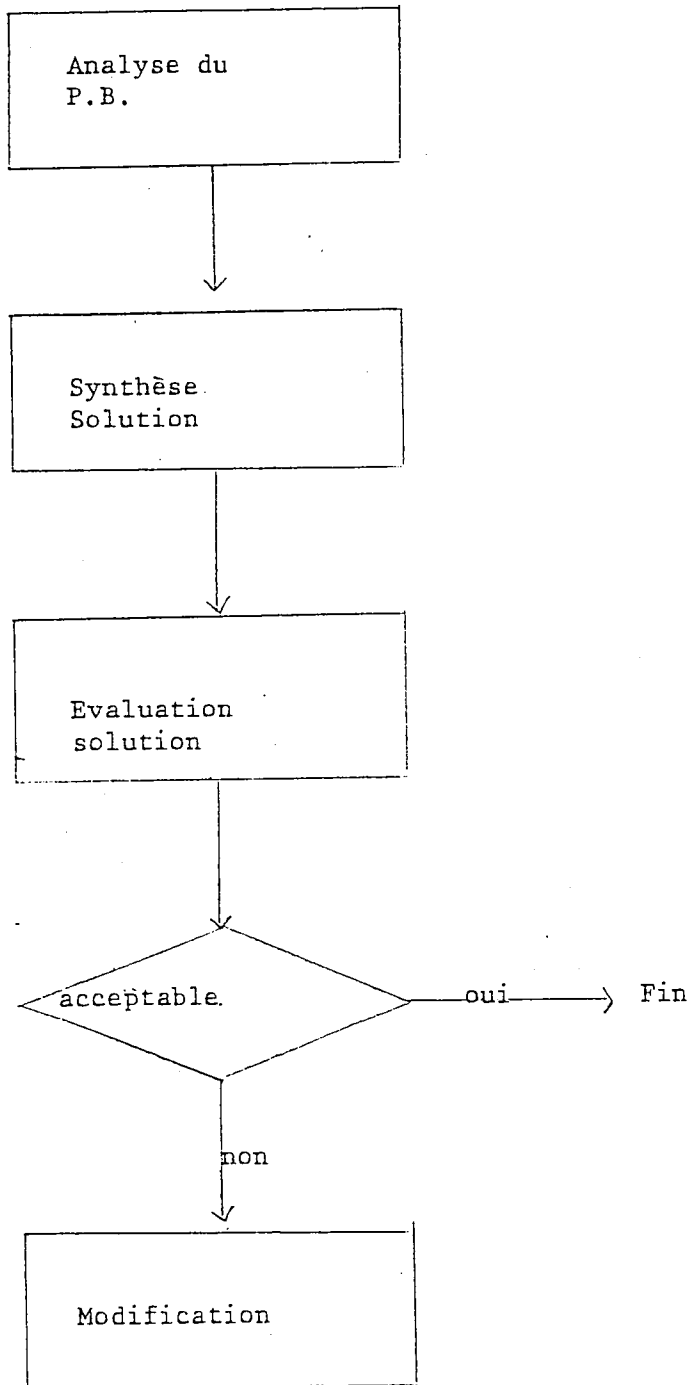 Analyse du
P.B.
Synthèse
Solution
Evaluation
solution
acceptable.
oui
Fin
non
Modification